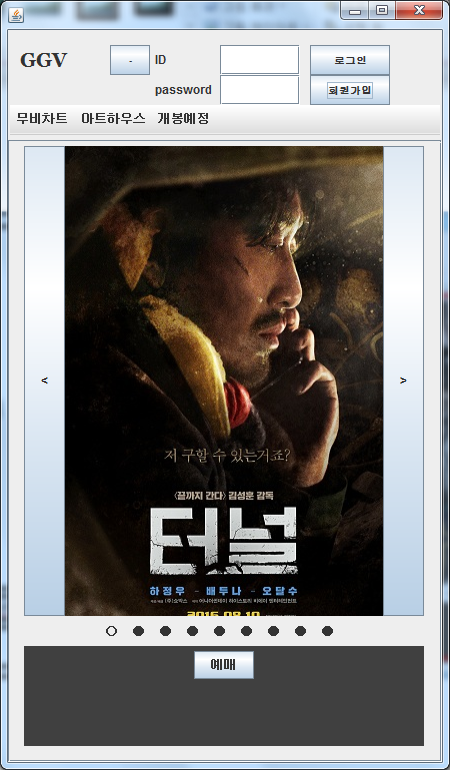 GGV - ID 로그인
password 회원가입
무비차트 아트하우스 개봉예정
< >
저 구할 수 있는거죠?
〈끝까지 간다〉 김성훈 감독
터널
하정우 - 배두나 - 오달수
예매